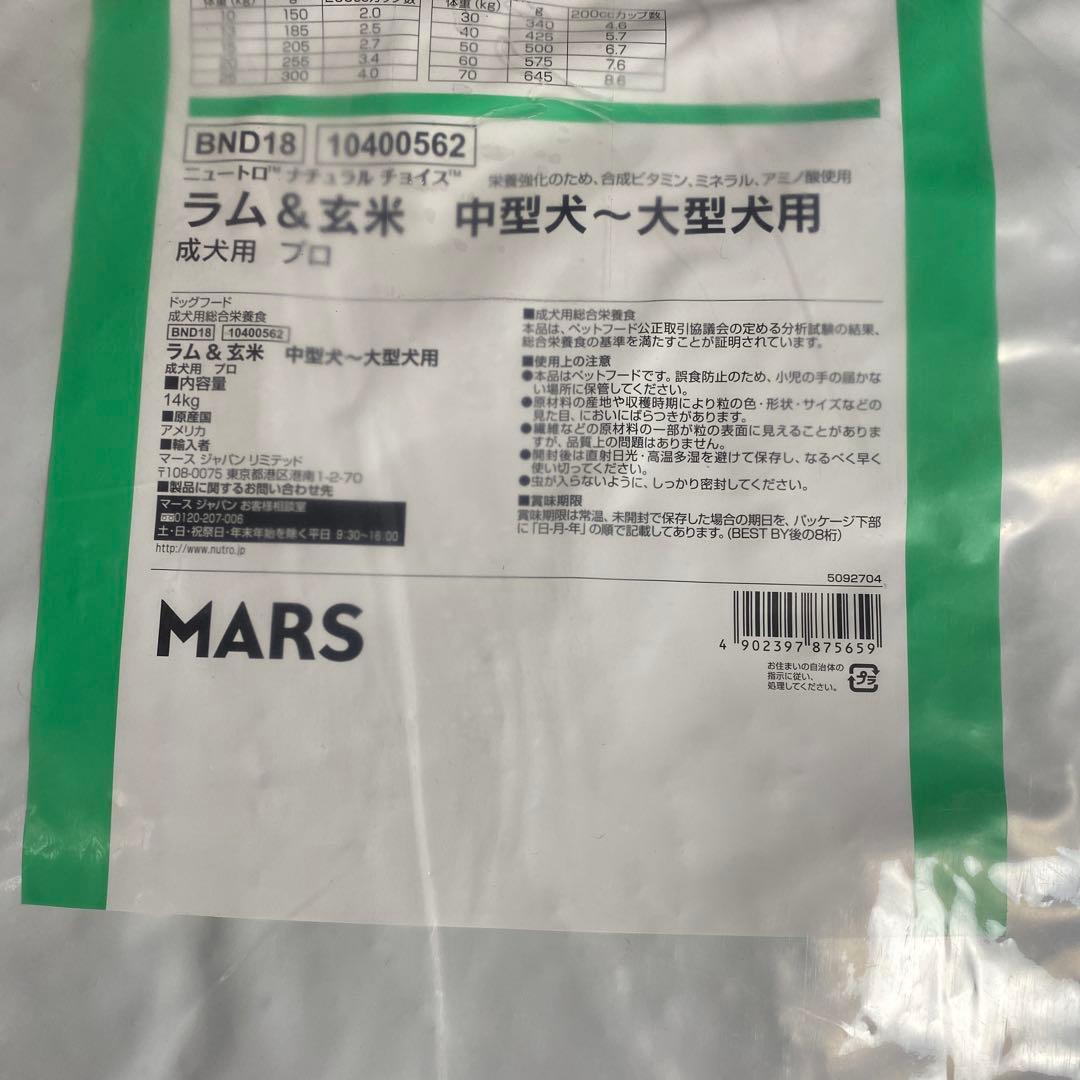 体重(kg) g 200ccカップ数
10 150 2.0
185 2.5
15 205 2.7
20 255 3.4
25 300 4.0
体重(kg) g 200ccカップ数
30 340 4.6
40 425 5.7
50 500 6.7
60 575 7.6
70 645 8.6
BND18 10400562
ニュートロ™ ナチュラル チョイス™ 栄養強化のため、合成ビタミン、ミネラル、アミノ酸使用
ラム&玄米 中型犬〜大型犬用
成犬用 プロ
ドッグフード
成犬用総合栄養食
BND18 10400562
ラム&玄米 中型犬〜大型犬用
成犬用 プロ
■内容量
14kg
■原産国
アメリカ
■輸入者
マース ジャパン リミテッド
〒108-0075 東京都港区港南1-2-70
■製品に関するお問い合わせ先
マース ジャパン お客様相談室
0120-207-006
土・日・祝祭日・年末年始を除く平日 9:30~16:00
http://www.nutro.jp
■成犬用総合栄養食
本品は、ペットフード公正取引協議会の定める分析試験の結果、
総合栄養食の基準を満たすことが証明されています。
■使用上の注意
●本品はペットフードです。誤食防止のため、小児の手の届かな
い場所に保管してください。
●原材料の産地や収穫時期により粒の色・形状・サイズなどの
見た目、においにばらつきがあります。
●繊維などの原材料の一部が粒の表面に見えることがありま
すが、品質上の問題はありません。
●開封後は直射日光・高温多湿を避けて保存し、なるべく早く
使い切ってください。
●虫が入らないように、しっかり密封してください。
■賞味期限
賞味期限は常温、未開封で保存した場合の期日を、パッケージ下部
に「日-月-年」の順で記載してあります。(BEST BY後の8桁)
5092704
MARS
4 902397 875659
お住まいの自治体の
指示に従い、
処理してください。
プラ